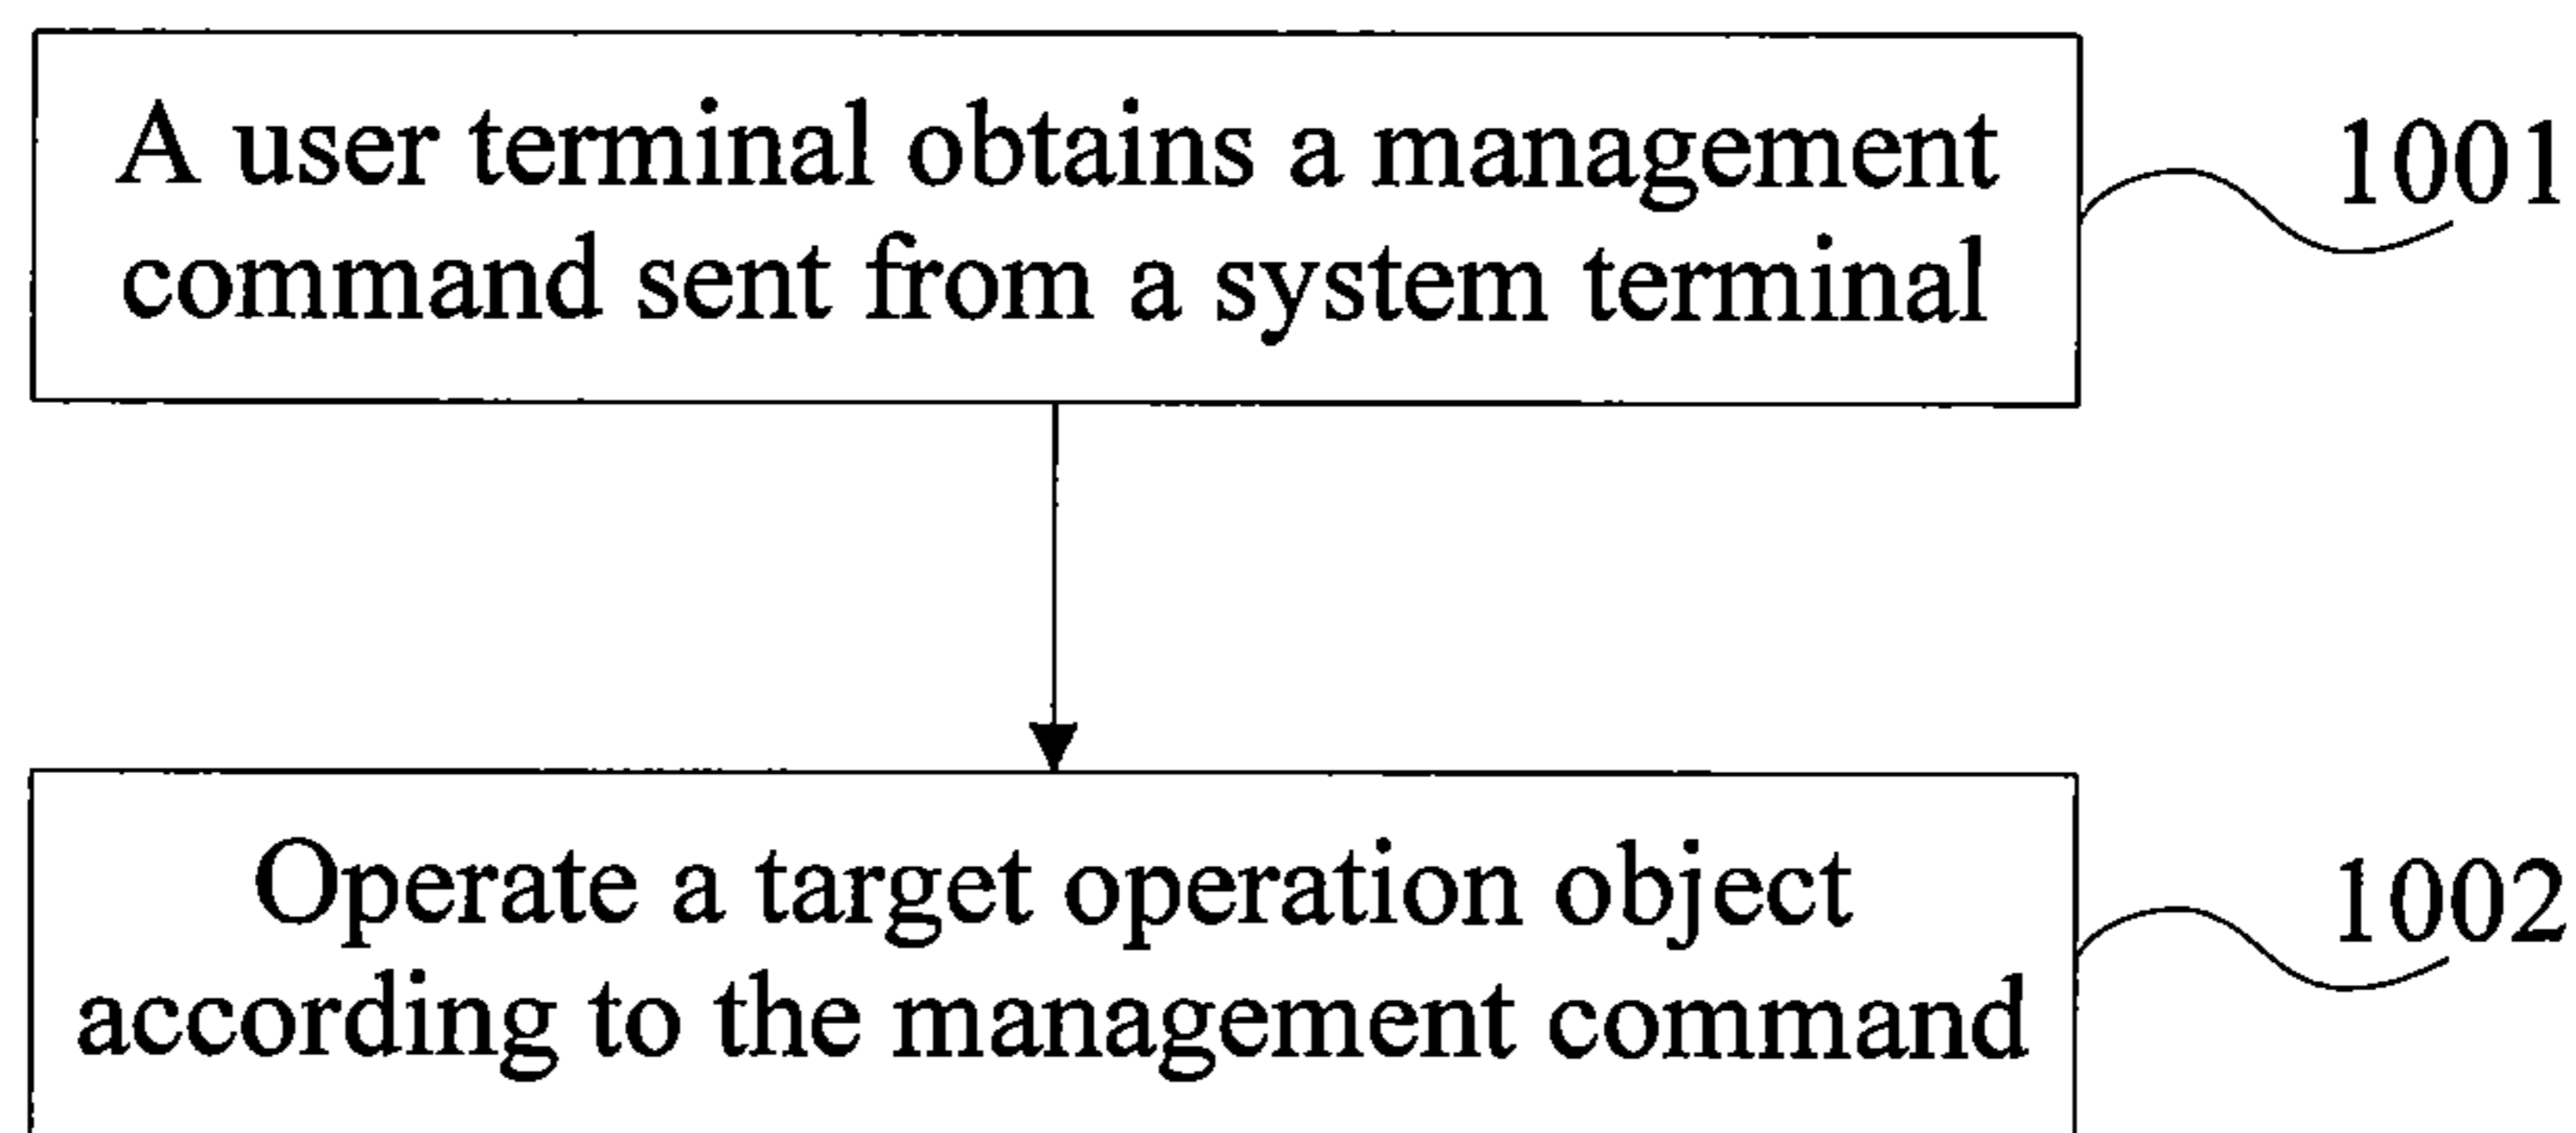 A user terminal obtains a management
command sent from a system terminal
1001
Operate a target operation object
according to the management command
1002